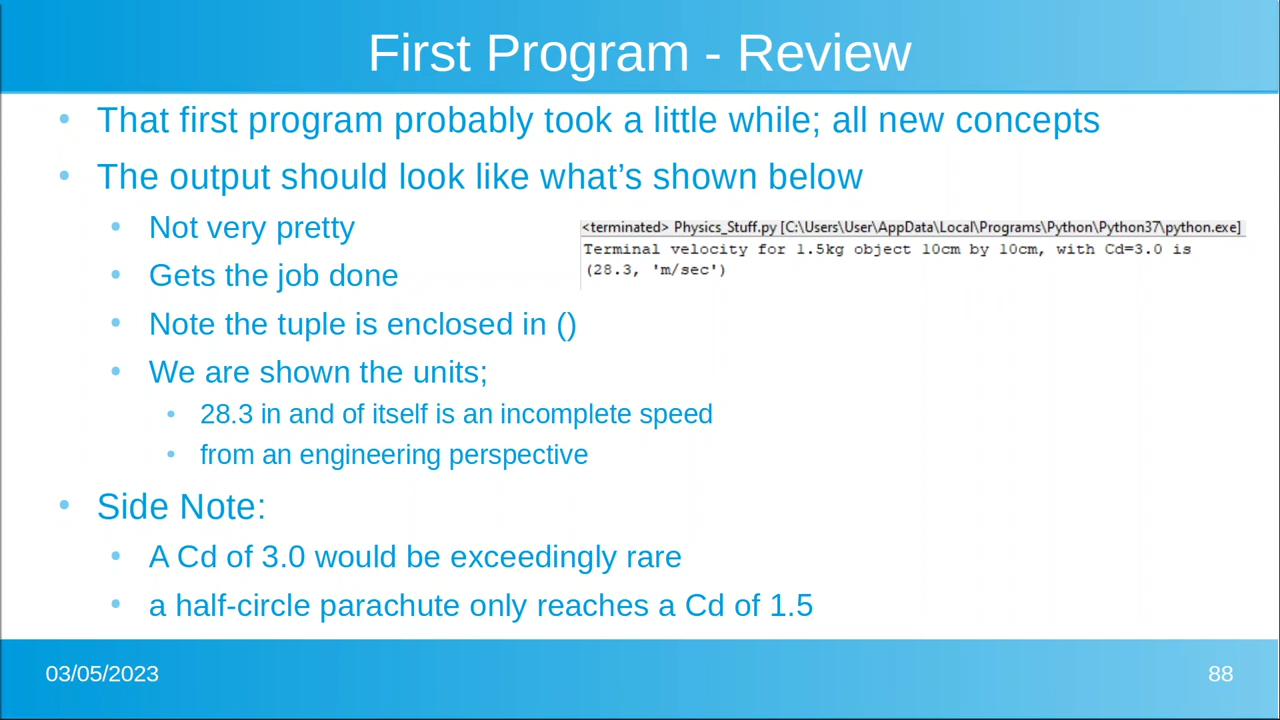 First Program - Review
• That first program probably took a little while; all new concepts
• The output should look like what’s shown below
• Not very pretty
• Gets the job done
• Note the tuple is enclosed in ()
• We are shown the units;
• 28.3 in and of itself is an incomplete speed
• from an engineering perspective
<terminated> Physics_Stuff.py [C:\Users\User\AppData\Local\Programs\Python\Python37\python.exe]
Terminal velocity for 1.5kg object 10cm by 10cm, with Cd=3.0 is
(28.3, 'm/sec')
• Side Note:
• A Cd of 3.0 would be exceedingly rare
• a half-circle parachute only reaches a Cd of 1.5
03/05/2023
88